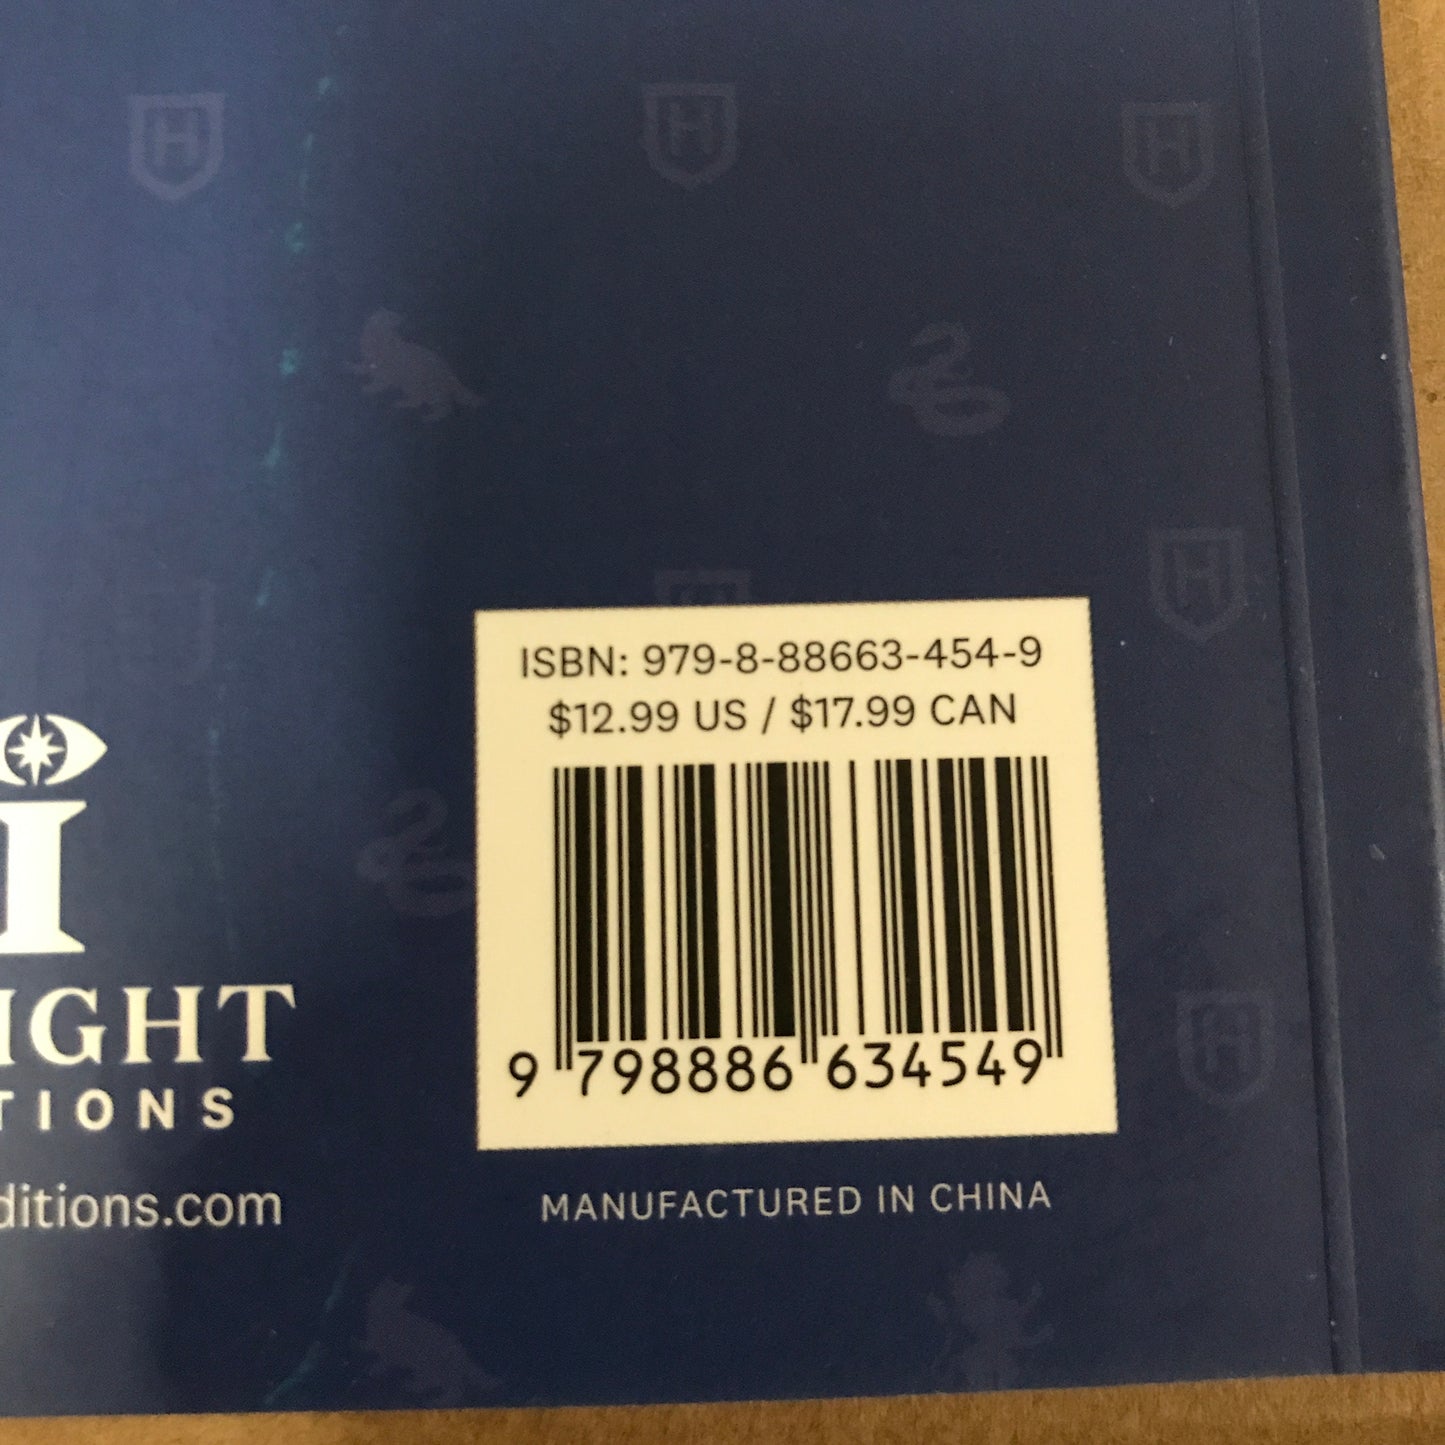 ISBN: 979-8-88663-454-9
$12.99 US / $17.99 CAN
9 798886 634549
MANUFACTURED IN CHINA
i
IGHT
TIONS
ditions.com
H
H
H
H
H